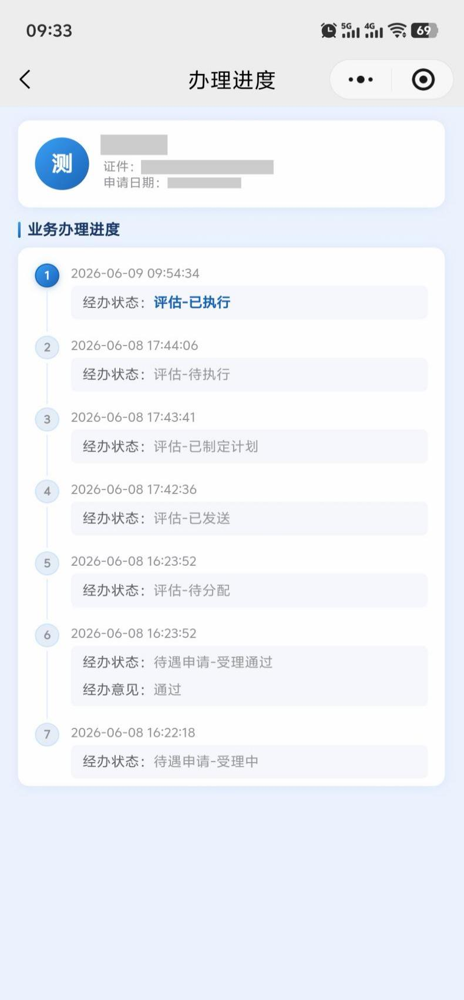 09:33
5G 4G 69
办理进度
测
证件：
申请日期：
业务办理进度
1 2026-06-09 09:54:34
经办状态：评估-已执行
2 2026-06-08 17:44:06
经办状态：评估-待执行
3 2026-06-08 17:43:41
经办状态：评估-已制定计划
4 2026-06-08 17:42:36
经办状态：评估-已发送
5 2026-06-08 16:23:52
经办状态：评估-待分配
6 2026-06-08 16:23:52
经办状态：待遇申请-受理通过
经办意见：通过
7 2026-06-08 16:22:18
经办状态：待遇申请-受理中